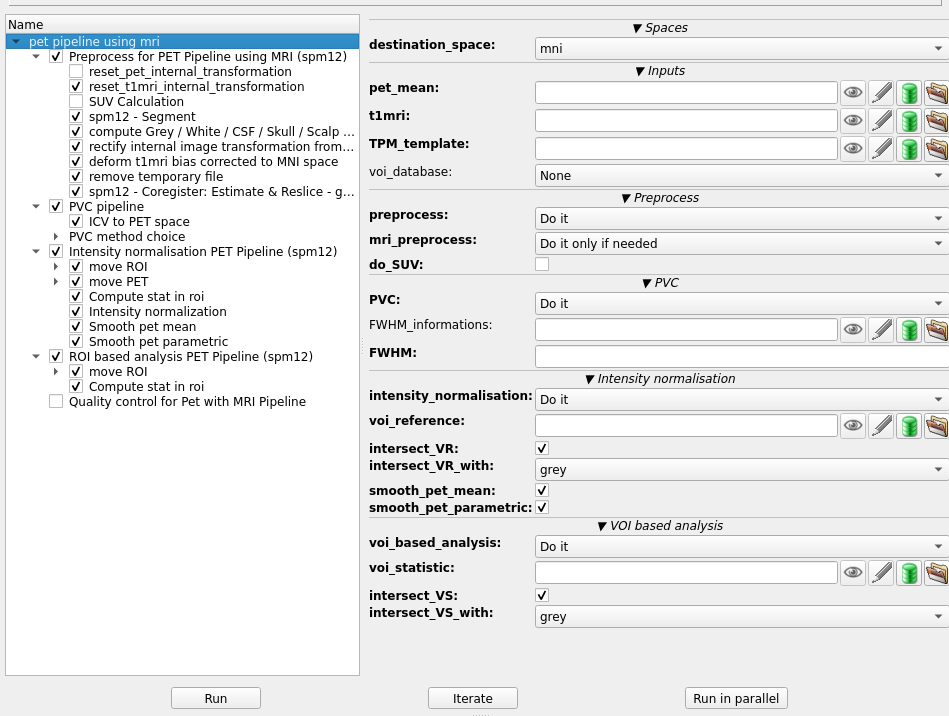 Name
pet pipeline using mri
Preprocess for PET Pipeline using MRI (spm12)
reset_pet_internal_transformation
reset_t1mri_internal_transformation
SUV Calculation
spm12 - Segment
compute Grey / White / CSF / Skull / Scalp ...
rectify internal image transformation from...
deform t1mri bias corrected to MNI space
remove temporary file
spm12 - Coregister: Estimate & Reslice - g...
PVC pipeline
ICV to PET space
PVC method choice
Intensity normalisation PET Pipeline (spm12)
move ROI
move PET
Compute stat in roi
Intensity normalization
Smooth pet mean
Smooth pet parametric
ROI based analysis PET Pipeline (spm12)
move ROI
Compute stat in roi
Quality control for Pet with MRI Pipeline
▼ Spaces
destination_space: mni
▼ Inputs
pet_mean:
t1mri:
TPM_template:
voi_database: None
▼ Preprocess
preprocess: Do it
mri_preprocess: Do it only if needed
do_SUV:
▼ PVC
PVC: Do it
FWHM_informations:
FWHM:
▼ Intensity normalisation
intensity_normalisation: Do it
voi_reference:
intersect_VR:
intersect_VR_with: grey
smooth_pet_mean:
smooth_pet_parametric:
▼ VOI based analysis
voi_based_analysis: Do it
voi_statistic:
intersect_VS:
intersect_VS_with: grey
Run Iterate Run in parallel